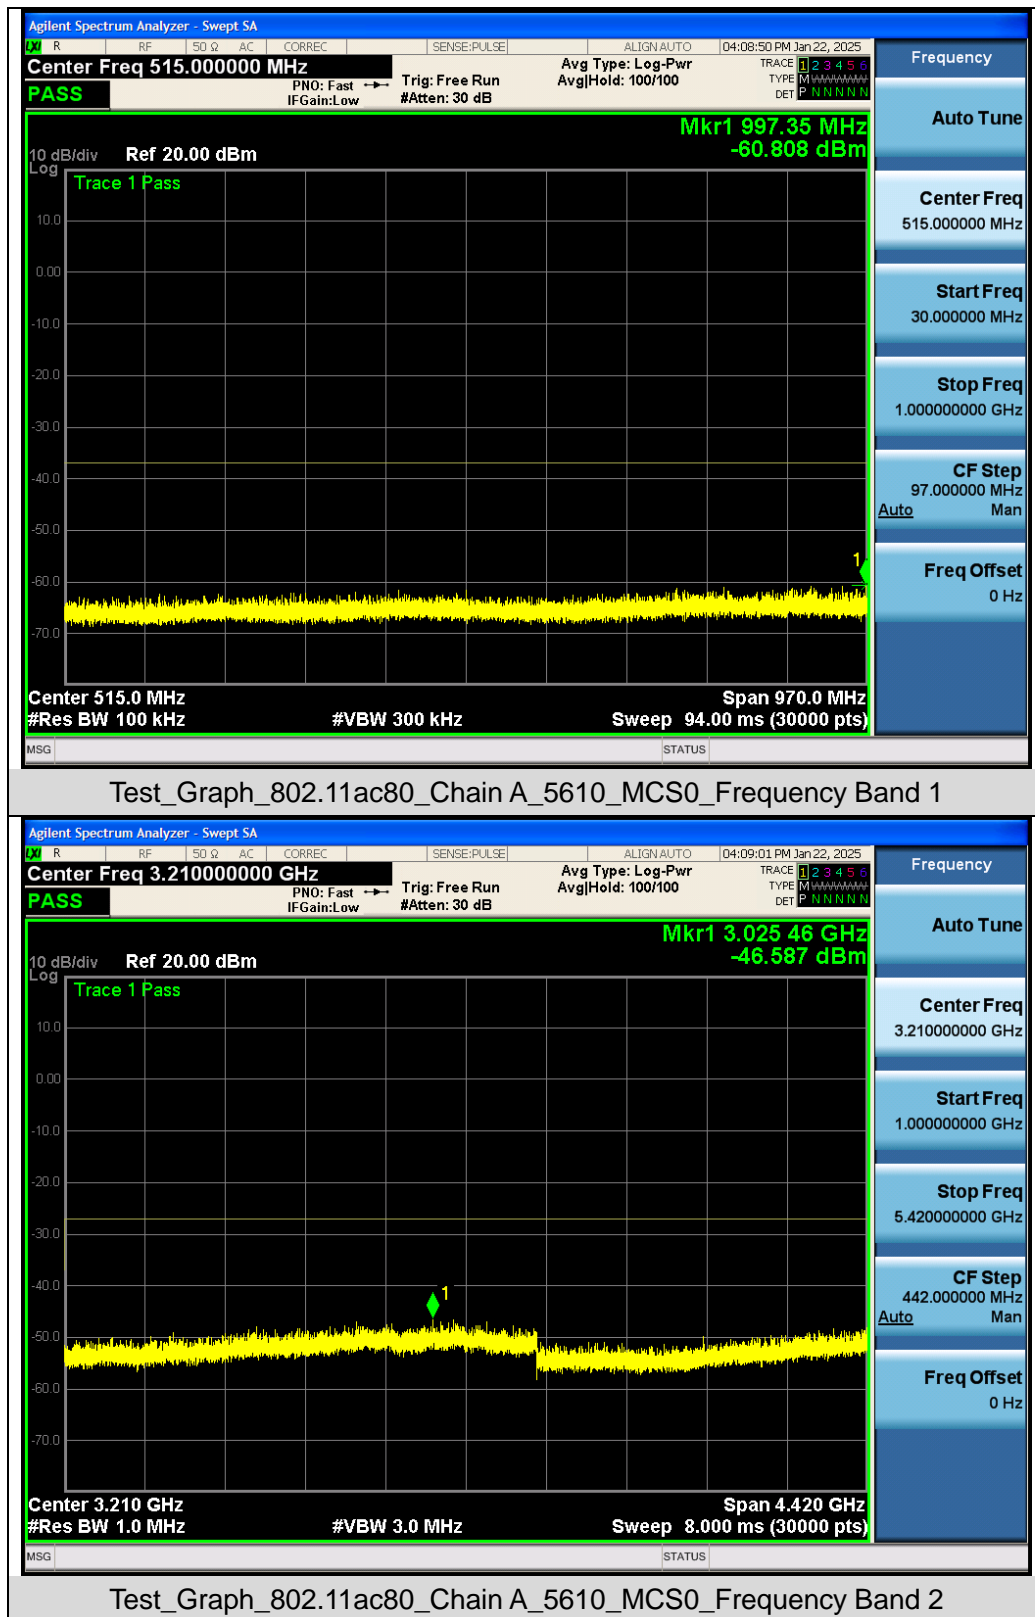 Agilent Spectrum Analyzer - Swept SA
LXI R RF 50 Ω AC CORREC SENSE:PULSE ALIGN AUTO 04:08:50 PM Jan 22, 2025
Center Freq 515.000000 MHz
PASS
PNO: Fast
IFGain:Low
Trig: Free Run
#Atten: 30 dB
Avg Type: Log-Pwr
Avg|Hold: 100/100
TRACE 1 2 3 4 5 6
TYPE M WWWWW
DET P N N N N N
Mkr1 997.35 MHz
-60.808 dBm
10 dB/div Ref 20.00 dBm
Log
Trace 1 Pass
10.0
0.00
-10.0
-20.0
-30.0
-40.0
-50.0
1
-60.0
-70.0
Center 515.0 MHz Span 970.0 MHz
#Res BW 100 kHz #VBW 300 kHz Sweep 94.00 ms (30000 pts)
MSG STATUS
Frequency
Auto Tune
Center Freq
515.000000 MHz
Start Freq
30.000000 MHz
Stop Freq
1.000000000 GHz
CF Step
97.000000 MHz
Auto Man
Freq Offset
0 Hz
Test_Graph_802.11ac80_Chain A_5610_MCS0_Frequency Band 1
Agilent Spectrum Analyzer - Swept SA
LXI R RF 50 Ω AC CORREC SENSE:PULSE ALIGN AUTO 04:09:01 PM Jan 22, 2025
Center Freq 3.210000000 GHz
PASS
PNO: Fast
IFGain:Low
Trig: Free Run
#Atten: 30 dB
Avg Type: Log-Pwr
Avg|Hold: 100/100
TRACE 1 2 3 4 5 6
TYPE M WWWWW
DET P N N N N N
Mkr1 3.025 46 GHz
-46.587 dBm
10 dB/div Ref 20.00 dBm
Log
Trace 1 Pass
10.0
0.00
-10.0
-20.0
-30.0
-40.0
1
-50.0
-60.0
-70.0
Center 3.210 GHz Span 4.420 GHz
#Res BW 1.0 MHz #VBW 3.0 MHz Sweep 8.000 ms (30000 pts)
MSG STATUS
Frequency
Auto Tune
Center Freq
3.210000000 GHz
Start Freq
1.000000000 GHz
Stop Freq
5.420000000 GHz
CF Step
442.000000 MHz
Auto Man
Freq Offset
0 Hz
Test_Graph_802.11ac80_Chain A_5610_MCS0_Frequency Band 2